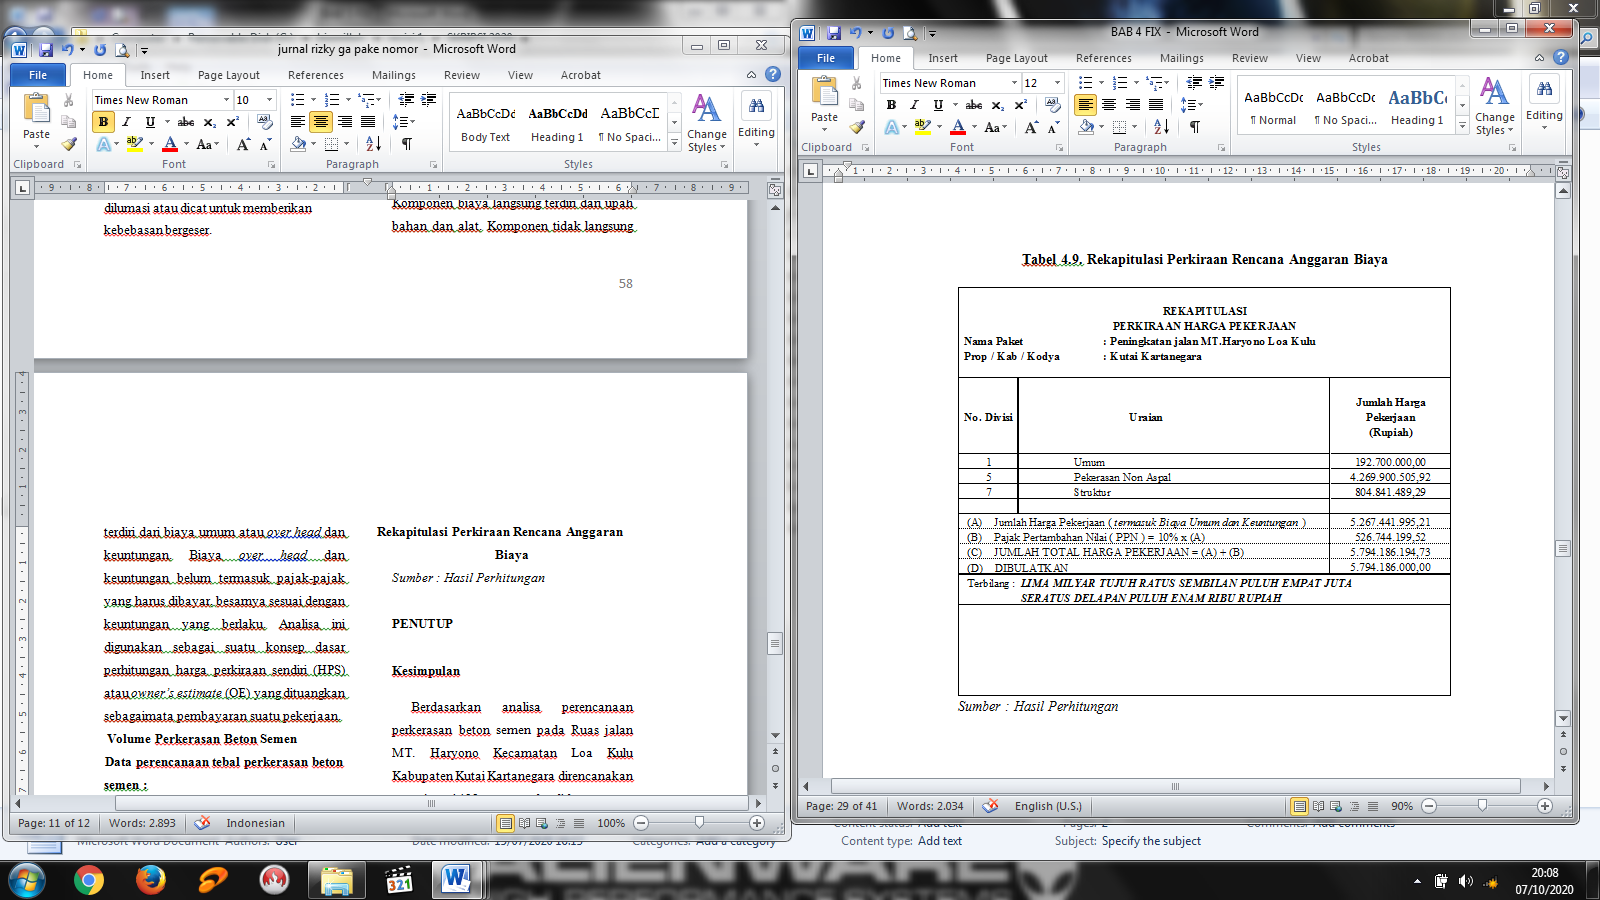 jurnal rizky ga pake nomor - Microsoft Word
File Home Insert Page Layout References Mailings Review View Acrobat
Times New Roman 10
Paste
Clipboard Font Paragraph Styles
AaBbCcDd AaBbCcDd AaBbCcD
Body Text Heading 1 ¶ No Spaci...
Change Styles
Editing
dilumasi atau dicat untuk memberikan
kebebasan bergeser.
Komponen biaya langsung terdiri dari upah
bahan dan alat. Komponen tidak langsung
58
terdiri dari biaya umum atau over head dan
keuntungan. Biaya over head dan
keuntungan belum termasuk pajak-pajak
yang harus dibayar, besarnya sesuai dengan
keuntungan yang berlaku. Analisa ini
digunakan sebagai suatu konsep dasar
perhitungan harga perkiraan sendiri (HPS)
atau owner's estimate (OE) yang dituangkan
sebagaimata pembayaran suatu pekerjaan.
Volume Perkerasan Beton Semen
Data perencanaan tebal perkerasan beton
semen :
Rekapitulasi Perkiraan Rencana Anggaran
Biaya
Sumber : Hasil Perhitungan
PENUTUP
Kesimpulan
Berdasarkan analisa perencanaan
perkerasan beton semen pada Ruas jalan
MT. Haryono Kecamatan Loa Kulu
Kabupaten Kutai Kartanegara direncanakan
Page: 11 of 12 Words: 2.893 Indonesian 100%
BAB 4 FIX - Microsoft Word
File Home Insert Page Layout References Mailings Review View Acrobat
Times New Roman 12
Paste
Clipboard Font Paragraph Styles
AaBbCcDc AaBbCcDc AaBbCc
¶ Normal ¶ No Spaci... Heading 1
Change Styles
Editing
Tabel 4.9. Rekapitulasi Perkiraan Rencana Anggaran Biaya
REKAPITULASI
PERKIRAAN HARGA PEKERJAAN
Nama Paket : Peningkatan jalan MT.Haryono Loa Kulu
Prop / Kab / Kodya : Kutai Kartanegara
No. Divisi Uraian Jumlah Harga Pekerjaan (Rupiah)
1 Umum 192.700.000,00
5 Pekerasan Non Aspal 4.269.900.505,92
7 Struktur 804.841.489,29
(A) Jumlah Harga Pekerjaan ( termasuk Biaya Umum dan Keuntungan ) 5.267.441.995,21
(B) Pajak Pertambahan Nilai ( PPN ) = 10% x (A) 526.744.199,52
(C) JUMLAH TOTAL HARGA PEKERJAAN = (A) + (B) 5.794.186.194,73
(D) DIBULATKAN 5.794.186.000,00
Terbilang : LIMA MILYAR TUJUH RATUS SEMBILAN PULUH EMPAT JUTA
SERATUS DELAPAN PULUH ENAM RIBU RUPIAH
Sumber : Hasil Perhitungan
Page: 29 of 41 Words: 2.034 English (U.S.) 90%
Microsoft Word Document Authors: User Date modified: Categories: Add a category
Content type: Add text Subject: Specify the subject
ALIENWARE
20:08
07/10/2020